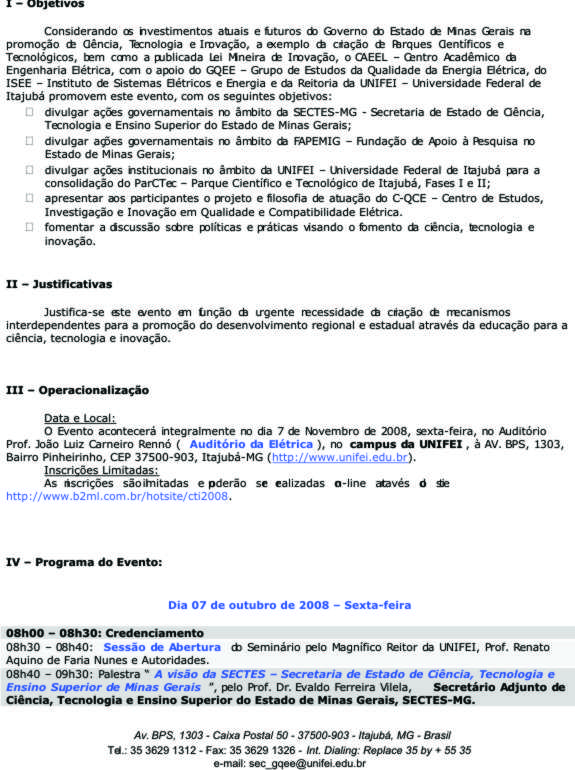 I – Objetivos
Considerando os investimentos atuais e futuros do Governo do Estado de Minas Gerais na
promoção de Ciência, Tecnologia e Inovação, a exemplo da criação de Parques Científicos e
Tecnológicos, bem como a publicada Lei Mineira de Inovação, o CAEEL – Centro Acadêmico da
Engenharia Elétrica, com o apoio do GQEE – Grupo de Estudos da Qualidade da Energia Elétrica, do
ISEE – Instituto de Sistemas Elétricos e Energia e da Reitoria da UNIFEI – Universidade Federal de
Itajubá promovem este evento, com os seguintes objetivos:
divulgar ações governamentais no âmbito da SECTES-MG - Secretaria de Estado de Ciência,
Tecnologia e Ensino Superior do Estado de Minas Gerais;
divulgar ações governamentais no âmbito da FAPEMIG – Fundação de Apoio à Pesquisa no
Estado de Minas Gerais;
divulgar ações institucionais no âmbito da UNIFEI – Universidade Federal de Itajubá para a
consolidação do ParCTec – Parque Científico e Tecnológico de Itajubá, Fases I e II;
apresentar aos participantes o projeto e filosofia de atuação do C-QCE – Centro de Estudos,
Investigação e Inovação em Qualidade e Compatibilidade Elétrica.
fomentar a discussão sobre políticas e práticas visando o fomento da ciência, tecnologia e
inovação.
II – Justificativas
Justifica-se este evento em função da urgente necessidade da criação de mecanismos
interdependentes para a promoção do desenvolvimento regional e estadual através da educação para a
ciência, tecnologia e inovação.
III – Operacionalização
Data e Local:
O Evento acontecerá integralmente no dia 7 de Novembro de 2008, sexta-feira, no Auditório
Prof. João Luiz Carneiro Rennó ( Auditório da Elétrica ), no campus da UNIFEI , à AV. BPS, 1303,
Bairro Pinheirinho, CEP 37500-903, Itajubá-MG (http://www.unifei.edu.br).
Inscrições Limitadas:
As inscrições são limitadas e poderão ser realizadas on-line através do site
http://www.b2ml.com.br/hotsite/cti2008.
IV – Programa do Evento:
Dia 07 de outubro de 2008 – Sexta-feira
08h00 – 08h30: Credenciamento
08h30 – 08h40: Sessão de Abertura do Seminário pelo Magnífico Reitor da UNIFEI, Prof. Renato
Aquino de Faria Nunes e Autoridades.
08h40 – 09h30: Palestra “ A visão da SECTES – Secretaria de Estado de Ciência, Tecnologia e
Ensino Superior de Minas Gerais ”, pelo Prof. Dr. Evaldo Ferreira Vilela, Secretário Adjunto de
Ciência, Tecnologia e Ensino Superior do Estado de Minas Gerais, SECTES-MG.
Av. BPS, 1303 - Caixa Postal 50 - 37500-903 - Itajubá, MG - Brasil
Tel.: 35 3629 1312 - Fax: 35 3629 1326 - Int. Dialing: Replace 35 by + 55 35
e-mail: sec_gqee@unifei.edu.br